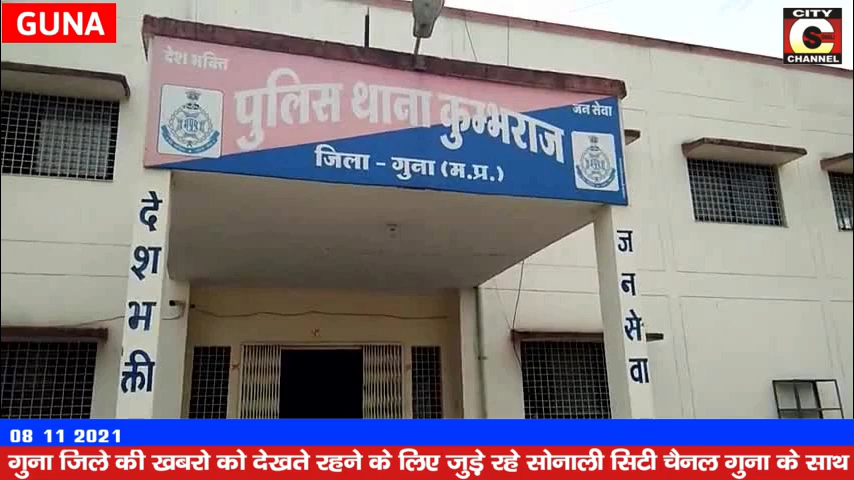 GUNA
CITY
CHANNEL
देश भक्ति
जन सेवा
पुलिस थाना कुम्भराज
जिला - गुना (म.प्र.)
देशभक्ती
जनसेवा
08 11 2021
गुना जिले की खबरो को देखते रहने के लिए जुड़े रहे सोनाली सिटी चैनल गुना के साथ